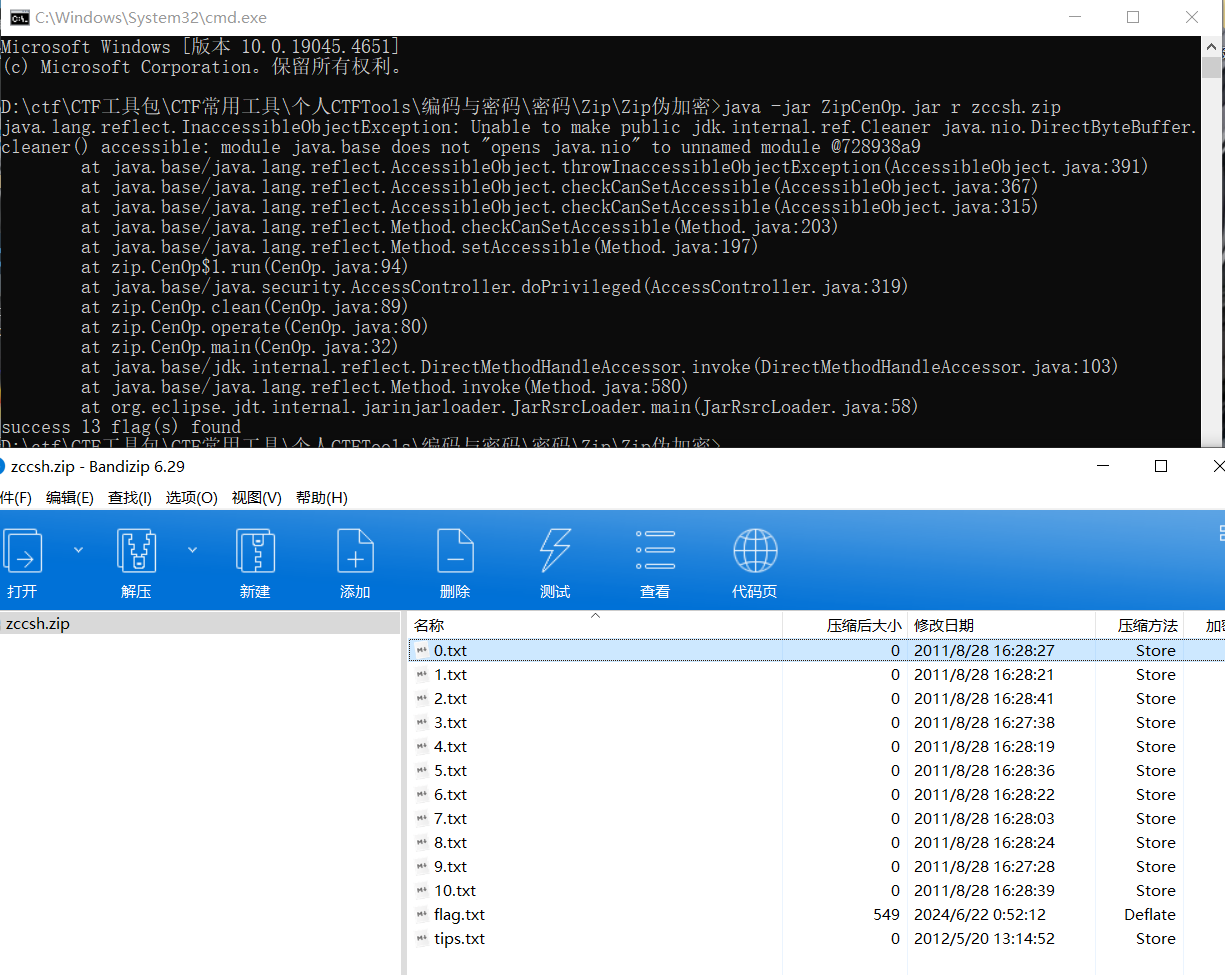 C:\Windows\System32\cmd.exe
Microsoft Windows [版本 10.0.19045.4651]
(c) Microsoft Corporation。保留所有权利。
D:\ctf\CTF工具包\CTF常用工具\个人CTFTools\编码与密码\密码\Zip\Zip伪加密>java -jar ZipCenOp.jar r zccsh.zip
java.lang.reflect.InaccessibleObjectException: Unable to make public jdk.internal.ref.Cleaner java.nio.DirectByteBuffer.
cleaner() accessible: module java.base does not "opens java.nio" to unnamed module @728938a9
at java.base/java.lang.reflect.AccessibleObject.throwInaccessibleObjectException(AccessibleObject.java:391)
at java.base/java.lang.reflect.AccessibleObject.checkCanSetAccessible(AccessibleObject.java:367)
at java.base/java.lang.reflect.AccessibleObject.checkCanSetAccessible(AccessibleObject.java:315)
at java.base/java.lang.reflect.Method.checkCanSetAccessible(Method.java:203)
at java.base/java.lang.reflect.Method.setAccessible(Method.java:197)
at zip.CenOp$1.run(CenOp.java:94)
at java.base/java.security.AccessController.doPrivileged(AccessController.java:319)
at zip.CenOp.clean(CenOp.java:89)
at zip.CenOp.operate(CenOp.java:80)
at zip.CenOp.main(CenOp.java:32)
at java.base/jdk.internal.reflect.DirectMethodHandleAccessor.invoke(DirectMethodHandleAccessor.java:103)
at java.base/java.lang.reflect.Method.invoke(Method.java:580)
at org.eclipse.jdt.internal.jarinjarloader.JarRsrcLoader.main(JarRsrcLoader.java:58)
success 13 flag(s) found
D:\ctf\CTF工具包\CTF常用工具\个人CTFTools\编码与密码\密码\Zip\Zip伪加密>
zccsh.zip - Bandizip 6.29
件(F) 编辑(E) 查找(I) 选项(O) 视图(V) 帮助(H)
打开 解压 新建 添加 删除 测试 查看 代码页
zccsh.zip
名称 压缩后大小 修改日期 压缩方法 加
0.txt 0 2011/8/28 16:28:27 Store
1.txt 0 2011/8/28 16:28:21 Store
2.txt 0 2011/8/28 16:28:41 Store
3.txt 0 2011/8/28 16:27:38 Store
4.txt 0 2011/8/28 16:28:19 Store
5.txt 0 2011/8/28 16:28:36 Store
6.txt 0 2011/8/28 16:28:22 Store
7.txt 0 2011/8/28 16:28:03 Store
8.txt 0 2011/8/28 16:28:24 Store
9.txt 0 2011/8/28 16:27:28 Store
10.txt 0 2011/8/28 16:28:39 Store
flag.txt 549 2024/6/22 0:52:12 Deflate
tips.txt 0 2012/5/20 13:14:52 Store